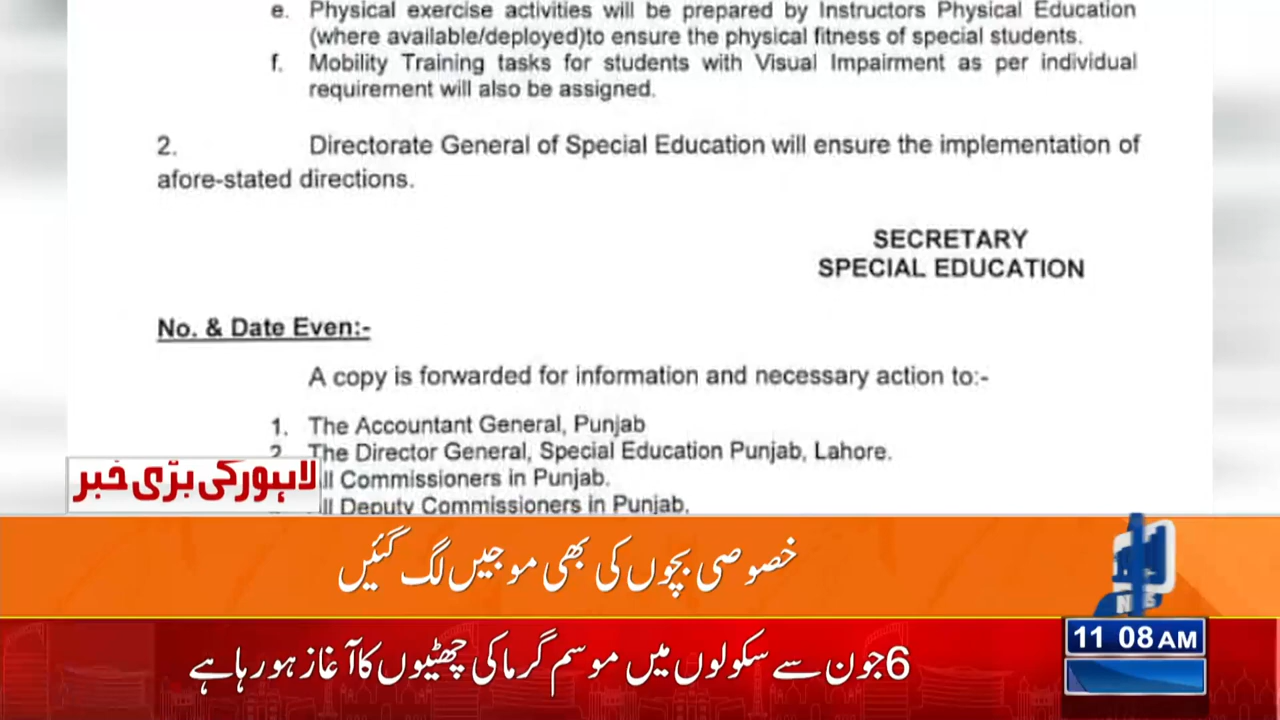 e. Physical exercise activities will be prepared by Instructors Physical Education
(where available/deployed)to ensure the physical fitness of special students.
f. Mobility Training tasks for students with Visual Impairment as per individual
requirement will also be assigned.
2. Directorate General of Special Education will ensure the implementation of
afore-stated directions.
SECRETARY
SPECIAL EDUCATION
No. & Date Even:-
A copy is forwarded for information and necessary action to:-
1. The Accountant General, Punjab
2. The Director General, Special Education Punjab, Lahore.
Commissioners in Punjab.
Deputy Commissioners in Punjab.
لاہور کی بڑی خبر
خصوصی بچوں کی بھی موجیں لگ گئیں
6 جون سے سکولوں میں موسم گرما کی چھٹیوں کا آغاز ہو رہا ہے
11 08 AM